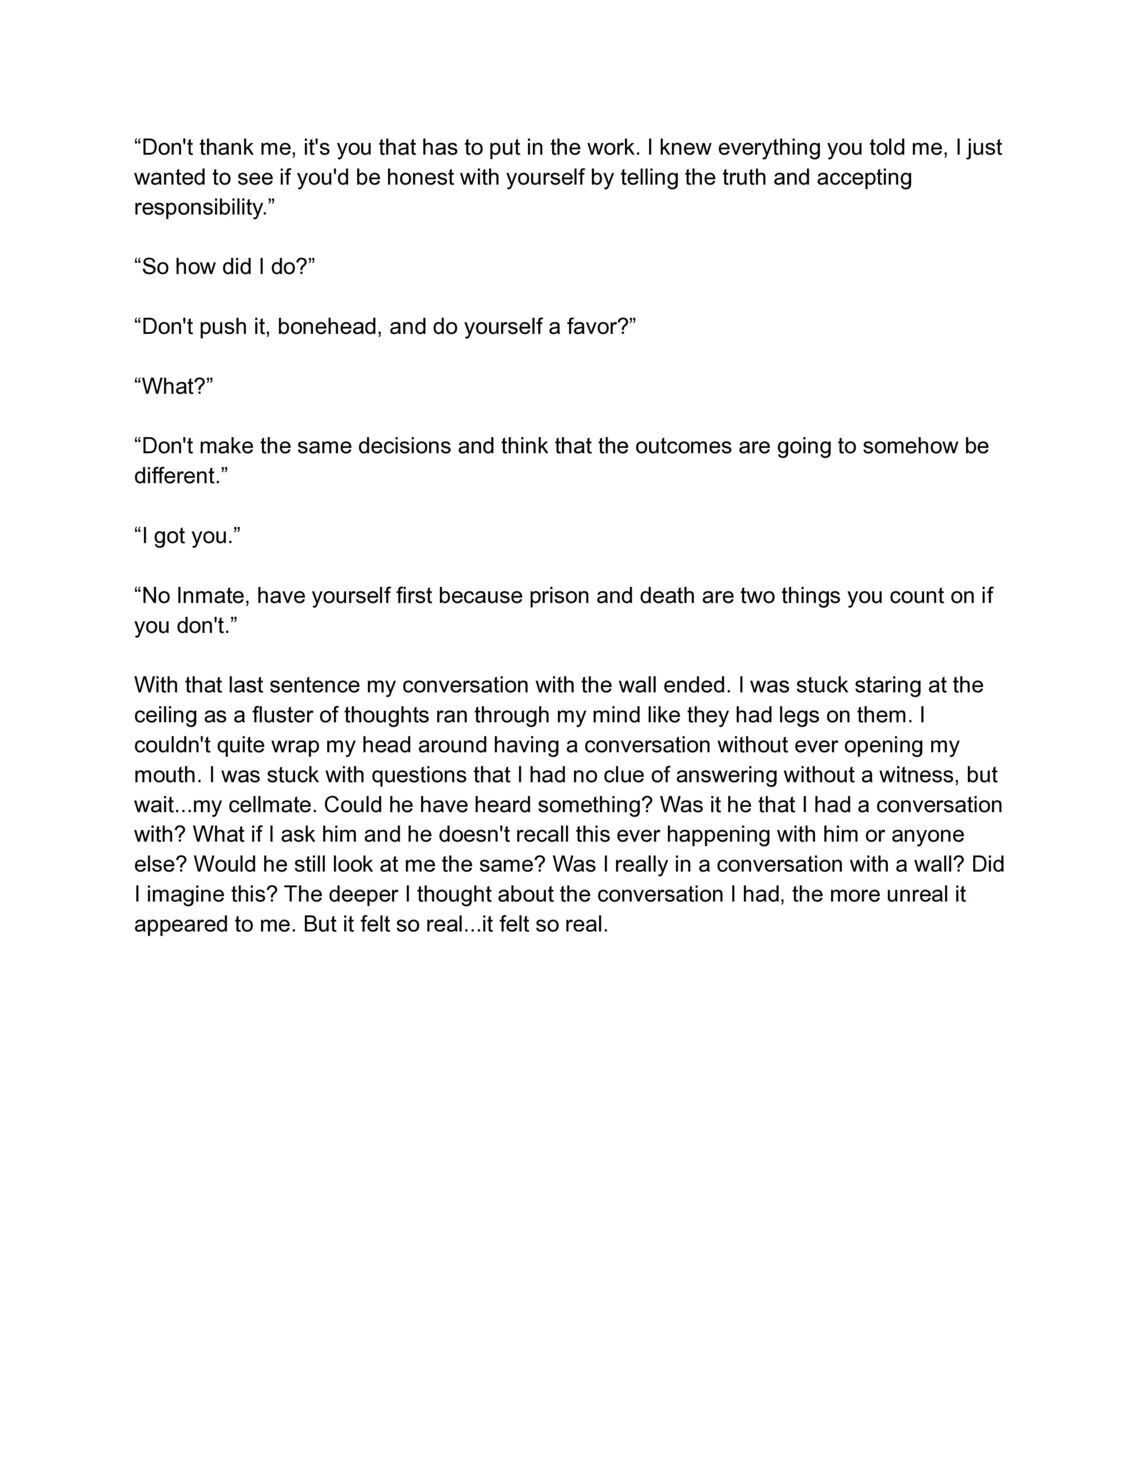 “Don't thank me, it's you that has to put in the work. I knew everything you told me, I just
wanted to see if you'd be honest with yourself by telling the truth and accepting
responsibility.”
“So how did I do?”
“Don't push it, bonehead, and do yourself a favor?”
“What?”
“Don't make the same decisions and think that the outcomes are going to somehow be
different.”
“I got you.”
“No Inmate, have yourself first because prison and death are two things you count on if
you don't.”
With that last sentence my conversation with the wall ended. I was stuck staring at the
ceiling as a fluster of thoughts ran through my mind like they had legs on them. I
couldn't quite wrap my head around having a conversation without ever opening my
mouth. I was stuck with questions that I had no clue of answering without a witness, but
wait...my cellmate. Could he have heard something? Was it he that I had a conversation
with? What if I ask him and he doesn't recall this ever happening with him or anyone
else? Would he still look at me the same? Was I really in a conversation with a wall? Did
I imagine this? The deeper I thought about the conversation I had, the more unreal it
appeared to me. But it felt so real...it felt so real.